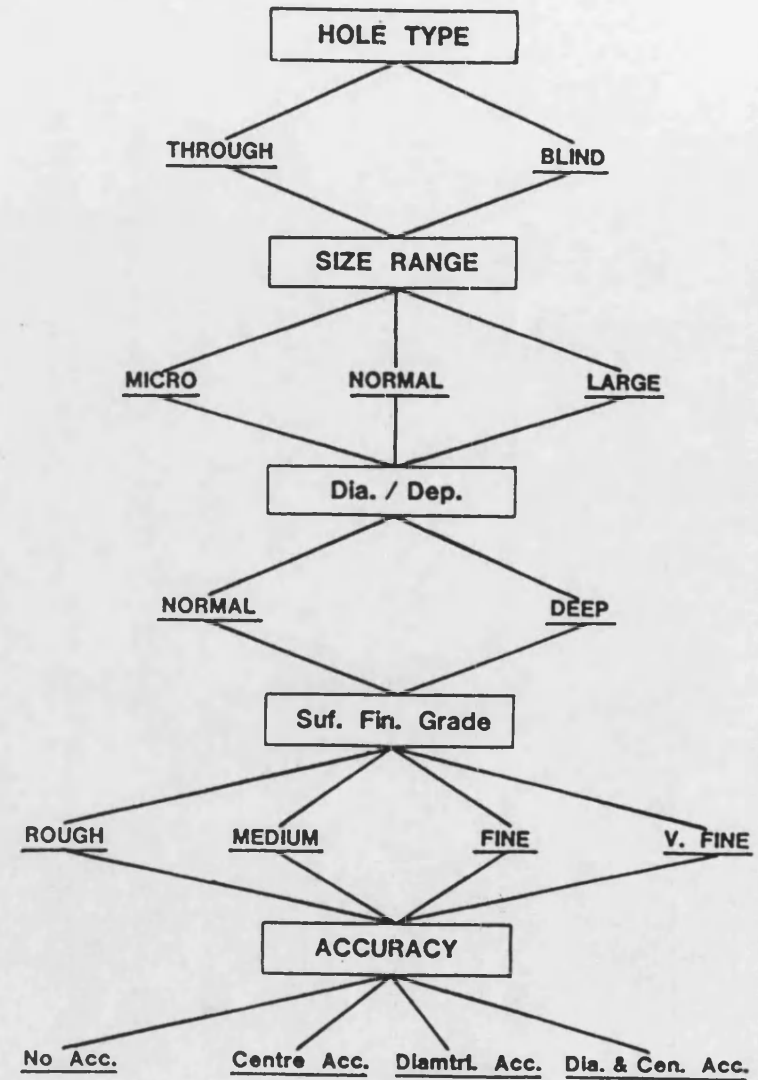 HOLE TYPE
THROUGH BLIND
SIZE RANGE
MICRO NORMAL LARGE
Dia. / Dep.
NORMAL DEEP
Suf. Fin. Grade
ROUGH MEDIUM FINE V. FINE
ACCURACY
No Acc. Centre Acc. Diamtrl. Acc. Dia. & Cen. Acc.